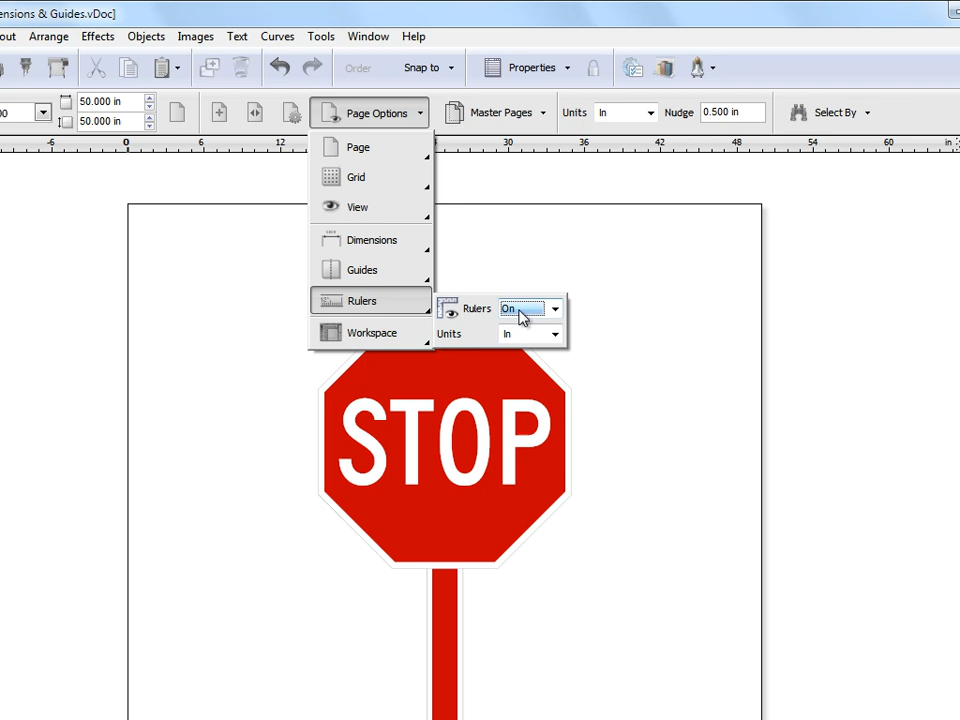 ensions & Guides.vDoc]
out Arrange Effects Objects Images Text Curves Tools Window Help
Order Snap to Properties
50.000 in
00 Page Options Master Pages Units In Nudge 0.500 in Select By
50.000 in
-6 0 6 12 30 36 42 48 54 60 in
Page
Grid
View
Dimensions
Guides
Rulers
Rulers On
Workspace
Units In
STOP